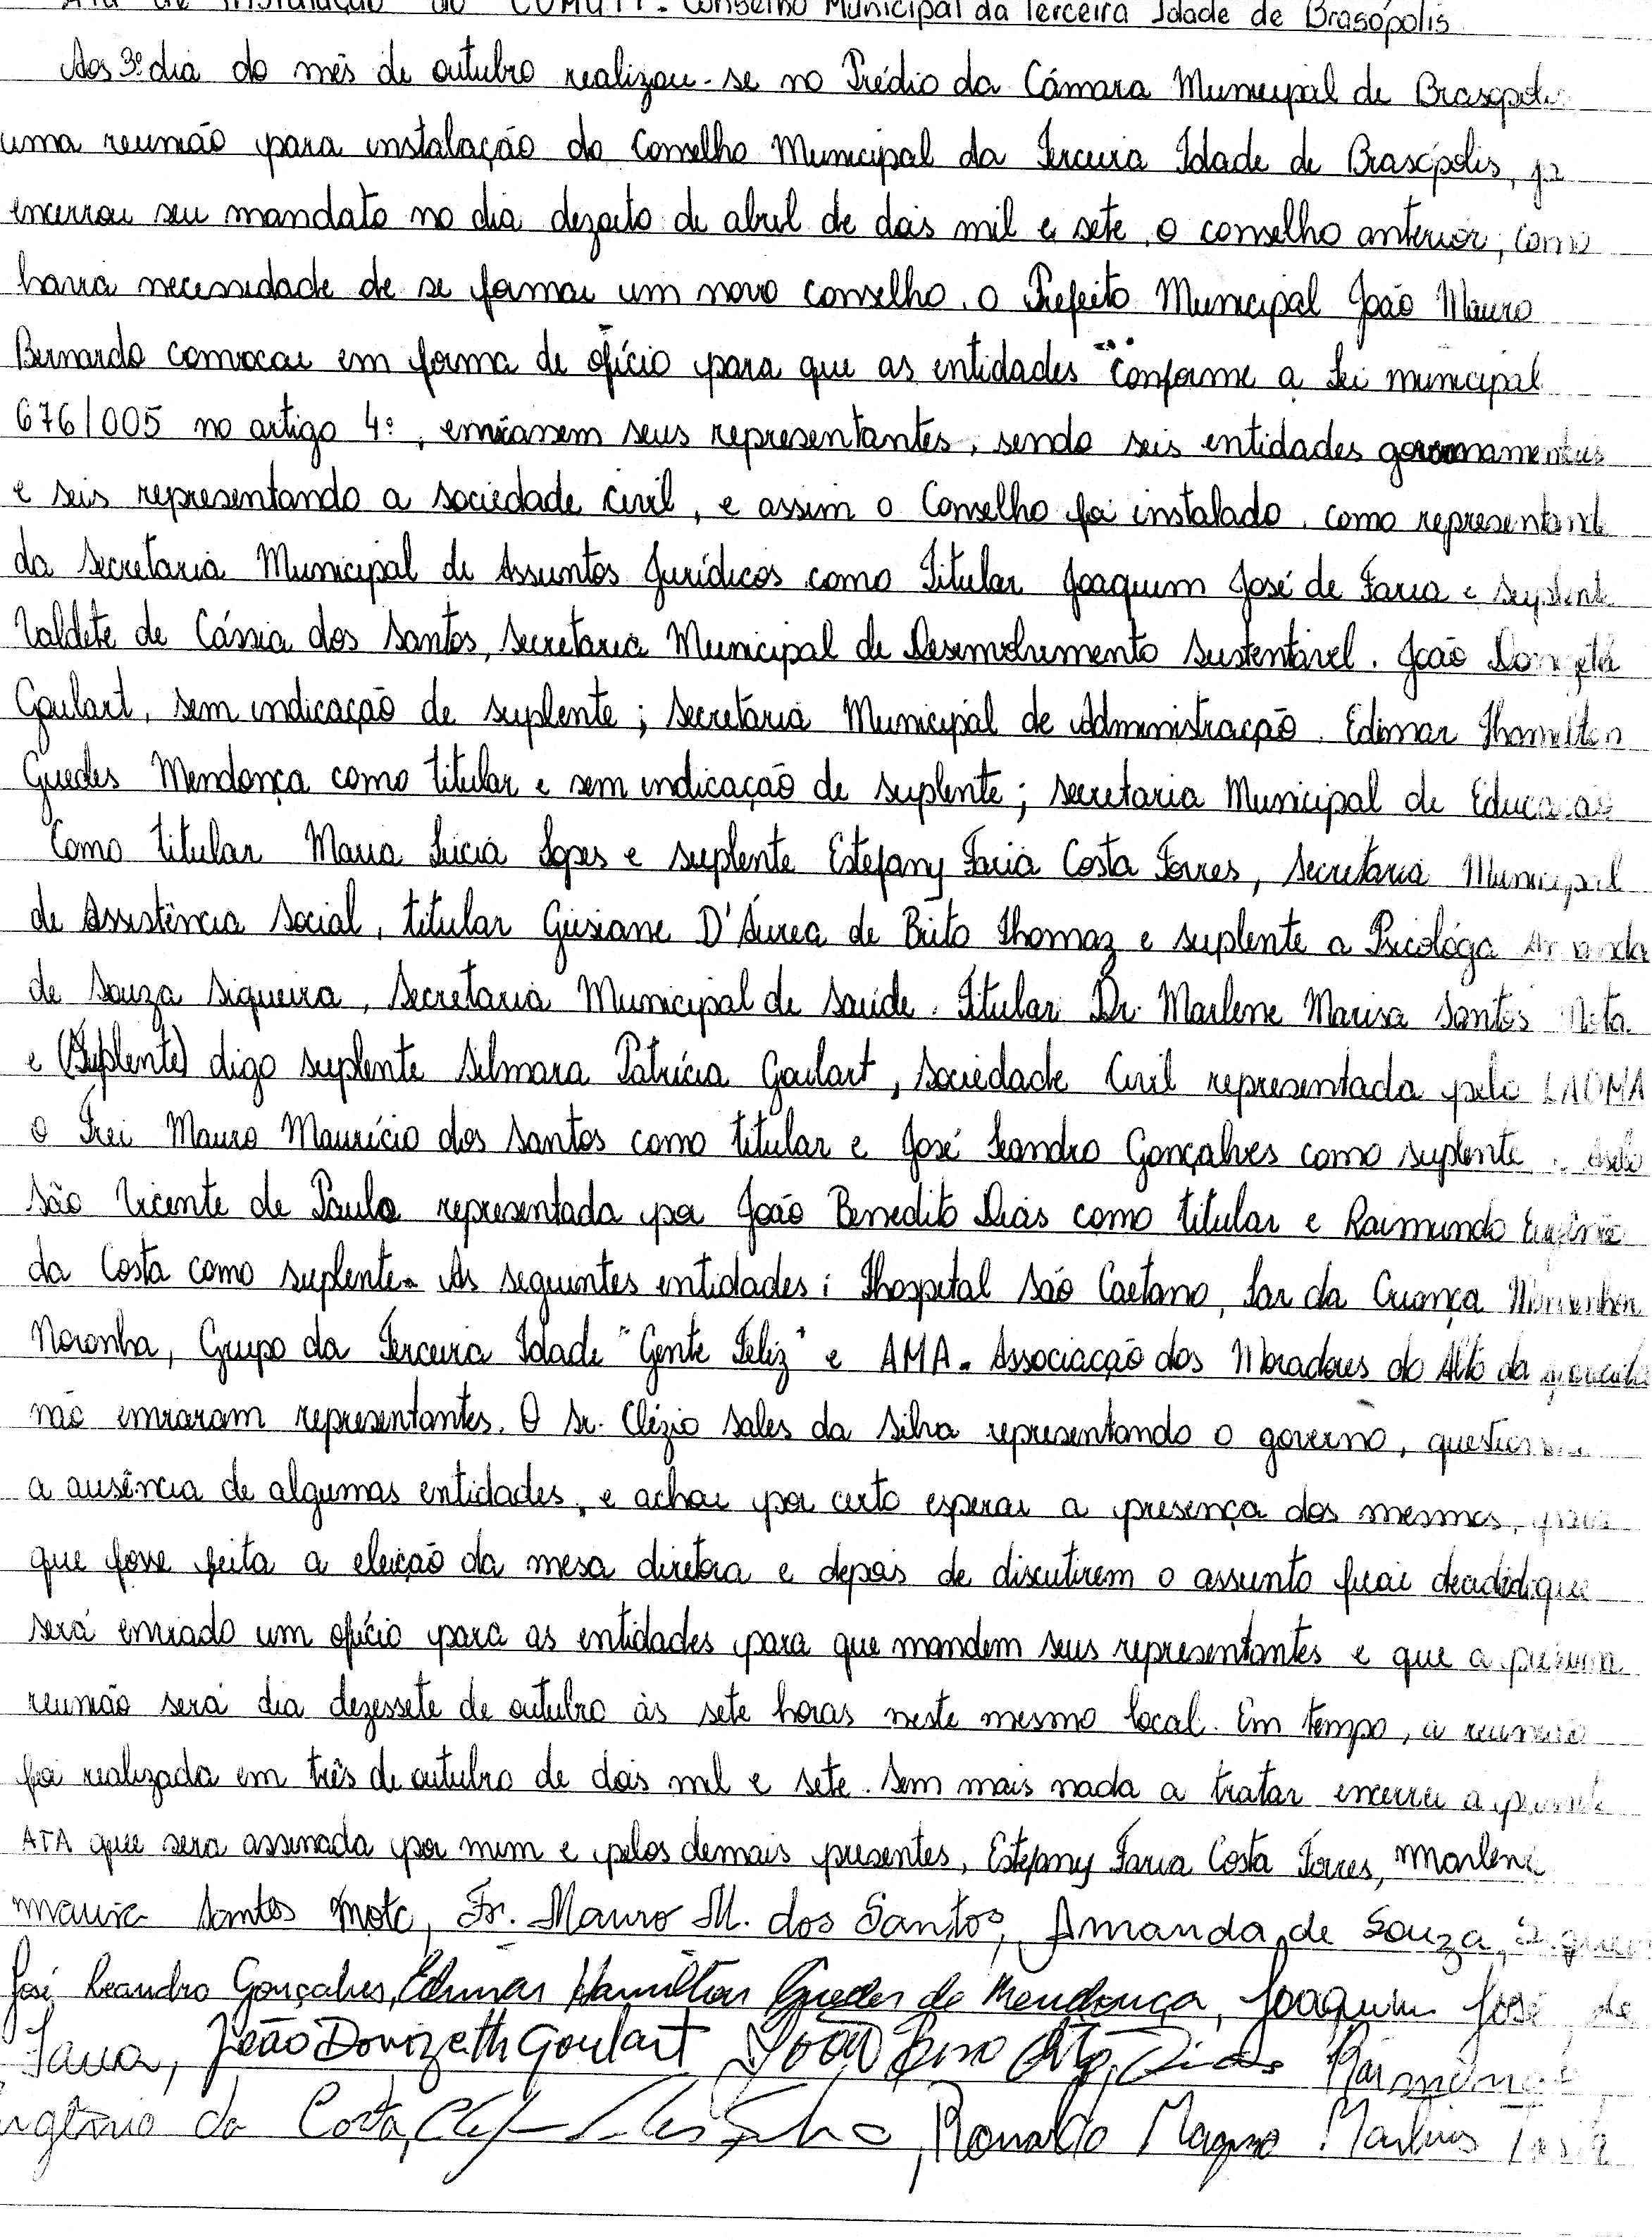 Ata de instalação do COMUTI - Conselho Municipal da Terceira Idade de Brasópolis
Aos 3º dia do mês de outubro realizou-se no Prédio da Câmara Municipal de Brasópolis
uma reunião para instalação do Conselho Municipal da Terceira Idade de Brasópolis, já
encerrou seu mandato no dia dezoito de abril de dois mil e sete, o conselho anterior, como
havia necessidade de se formar um novo conselho, o Prefeito Municipal João Mauro
Bernardo convocou em forma de ofício para que as entidades conforme a Lei municipal
676/005 no artigo 4º, enviassem seus representantes, sendo seis entidades governamentais
e seis representando a sociedade civil, e assim o Conselho foi instalado, como representante
da Secretaria Municipal de Assuntos Jurídicos como Titular Joaquim José de Faria e suplente
Valdete de Cássia dos Santos, Secretaria Municipal de Desenvolvimento Sustentável. João
Goulart, sem indicação de suplente; Secretaria Municipal de Administração. Edimar Thamilton
Guedes Mendonça como titular e sem indicação de suplente; secretaria Municipal de Educação
Como titular Maria Lúcia Lopes e suplente Estefany Faria Costa Torres, Secretaria Municipal
de Assistência Social, titular Gisiane D'Áurea de Brito Thomaz e suplente a Psicológa Amanda
de Souza Siqueira, Secretaria Municipal de Saúde. Titular Dr. Marlene Marisa Santos Mota
e (Suplente) digo suplente Silmara Patrícia Goulart, Sociedade Civil representada pelo LAOMA
o Frei Mauro Maurício dos Santos como titular e José Leandro Gonçalves como suplente. Asilo
São Vicente de Paulo representada por João Benedito Dias como titular e Raimundo Eugênio
da Costa como suplente. As seguintes entidades: Thospital São Caetano, Lar da Criança Monsenhor
Noronha, Grupo da Terceira Idade "Gente Feliz" e AMA. Associação dos Moradores do Alto da
não enviaram representantes. O Sr. Clézio Sales da Silva representando o governo,
a ausência de algumas entidades, e achou por certo esperar a presença dos mesmos, para
que fosse feita a eleição da mesa diretora e depois de discutirem o assunto ficou decidido que
será enviado um ofício para as entidades para que mandem seus representantes e que a próxima
reunião será dia dezessete de outubro às sete horas neste mesmo local. Em tempo, a reunião
foi realizada em três de outubro de dois mil e sete. Sem mais nada a tratar encerro a presente
ATA que sera assinada por mim e pelos demais presentes, Estefany Faria Costa Torres, Marlene
Marisa Santos Mota, Fr. Mauro M. dos Santos, Amanda de Souza,
José Leandro Gonçalves, Edimar Hamilton Guedes de Mendonça, Joaquim José de
Faria, João Donizetth Goulart João Dias Raimundo
da Costa, Ronaldo Magno Martins